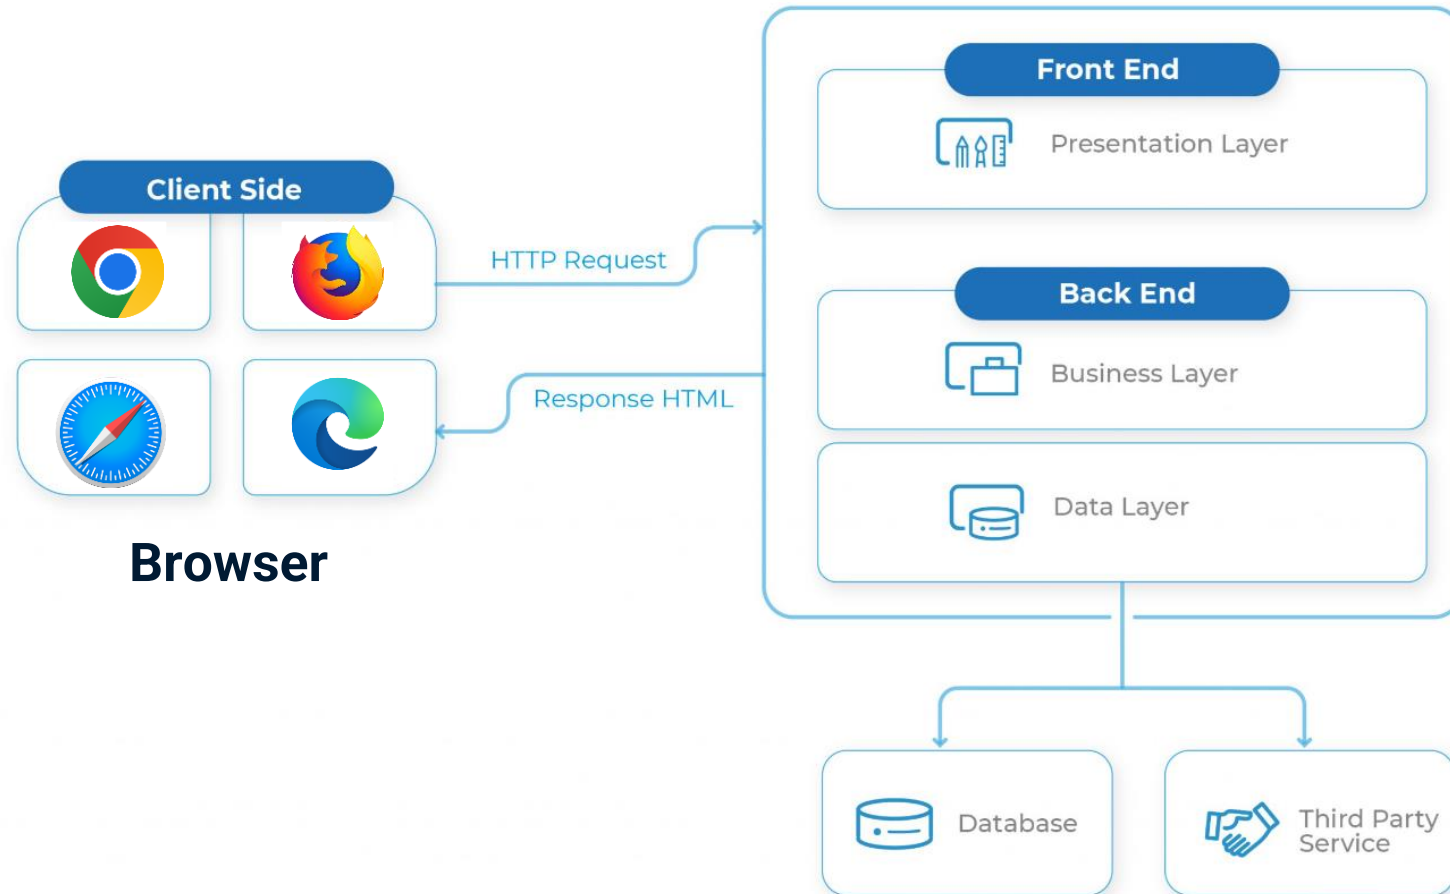 Client Side
Browser
HTTP Request
Response HTML
Front End
Presentation Layer
Back End
Business Layer
Data Layer
Database
Third Party
Service